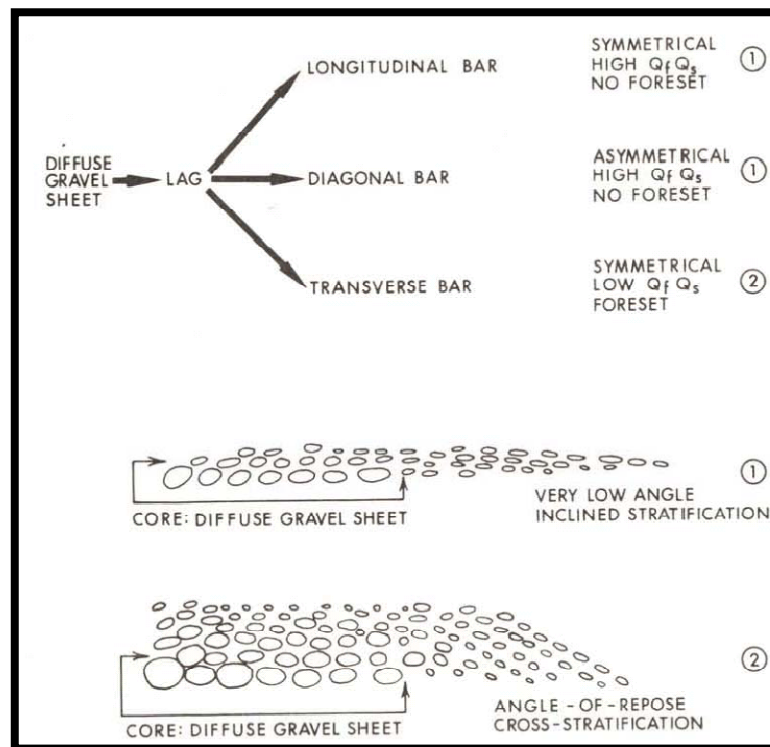 LONGITUDINAL BAR
SYMMETRICAL
HIGH Qf Qs
NO FORESET
①
DIFFUSE
GRAVEL
SHEET
LAG
DIAGONAL BAR
ASYMMETRICAL
HIGH Qf Qs
NO FORESET
①
TRANSVERSE BAR
SYMMETRICAL
LOW Qf Qs
FORESET
②
①
CORE: DIFFUSE GRAVEL SHEET
VERY LOW ANGLE
INCLINED STRATIFICATION
②
CORE: DIFFUSE GRAVEL SHEET
ANGLE-OF-REPOSE
CROSS-STRATIFICATION